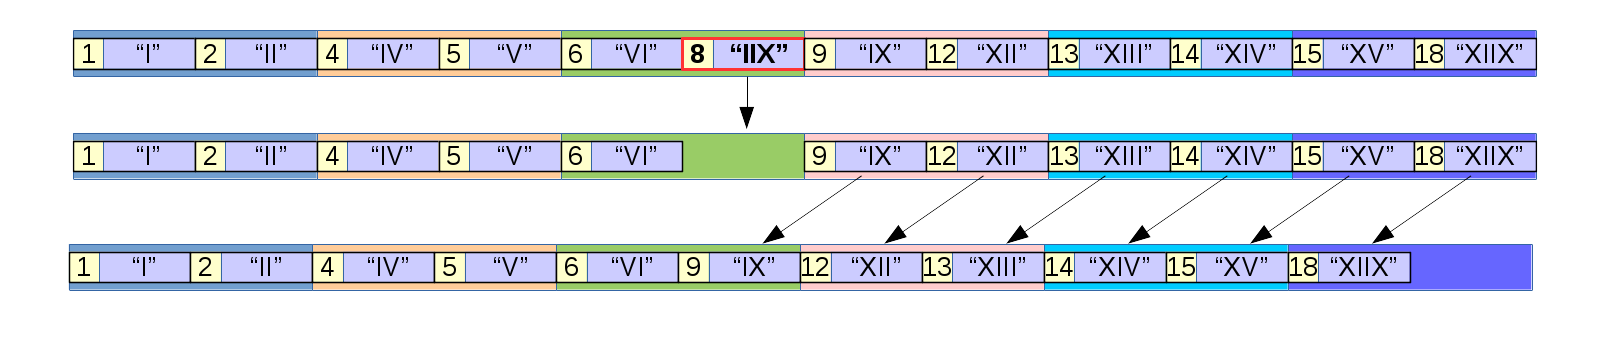 1 “I” 2 “II” 4 “IV” 5 “V” 6 “VI” 8 “IIX” 9 “IX” 12 “XII” 13 “XIII” 14 “XIV” 15 “XV” 18 “XIIX”
1 “I” 2 “II” 4 “IV” 5 “V” 6 “VI” 9 “IX” 12 “XII” 13 “XIII” 14 “XIV” 15 “XV” 18 “XIIX”
1 “I” 2 “II” 4 “IV” 5 “V” 6 “VI” 9 “IX” 12 “XII” 13 “XIII” 14 “XIV” 15 “XV” 18 “XIIX”